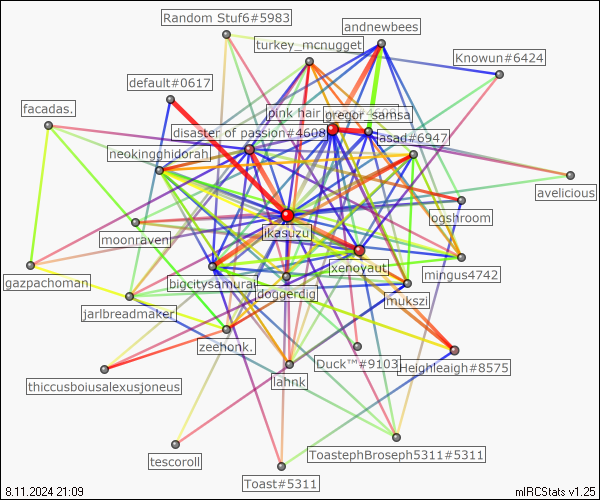 Random Stuf6#5983
andnewbees
turkey_mcnugget
Knowun#6424
default#0617
facadas.
pink hair
gregor_samsa
disaster of passion#4608
lasad#6947
neokingghidorah
avelicious
ogshroom
moonraven
ikasuzu
xenoyaut
mingus4742
gazpachoman
bigcitysamurai
doggerdig
mukszi
jarlbreadmaker
zeehonk.
Duck™#9103
Heighleigh#8575
thiccusboiusalexusjoneus
lahnk
ToastephBroseph5311#5311
tescoroll
Toast#5311
8.11.2024 21:09
mIRCStats v1.25